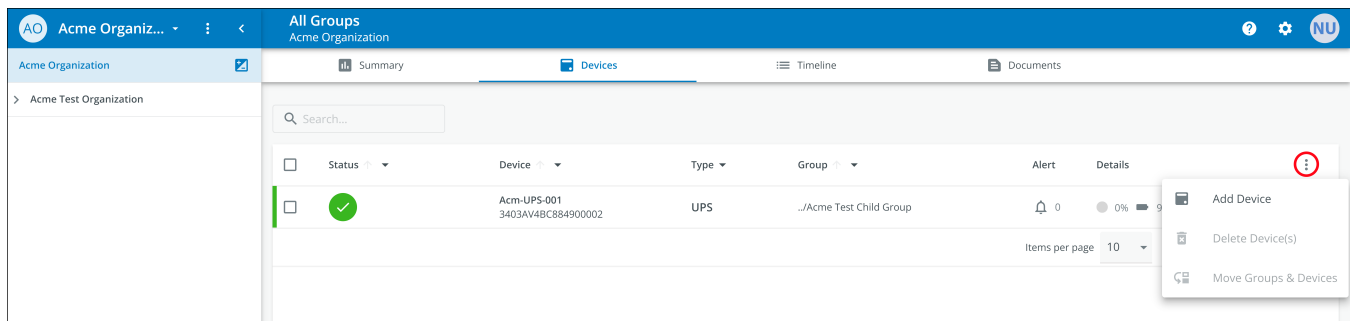 AO Acme Organiz...
All Groups
Acme Organization
NU
Acme Organization
Summary Devices Timeline Documents
Acme Test Organization
Search...
Status Device Type Group Alert Details
Acm-UPS-001
3403AV4BC884900002
UPS ../Acme Test Child Group 0 0% 9
Items per page 10
Add Device
Delete Device(s)
Move Groups & Devices